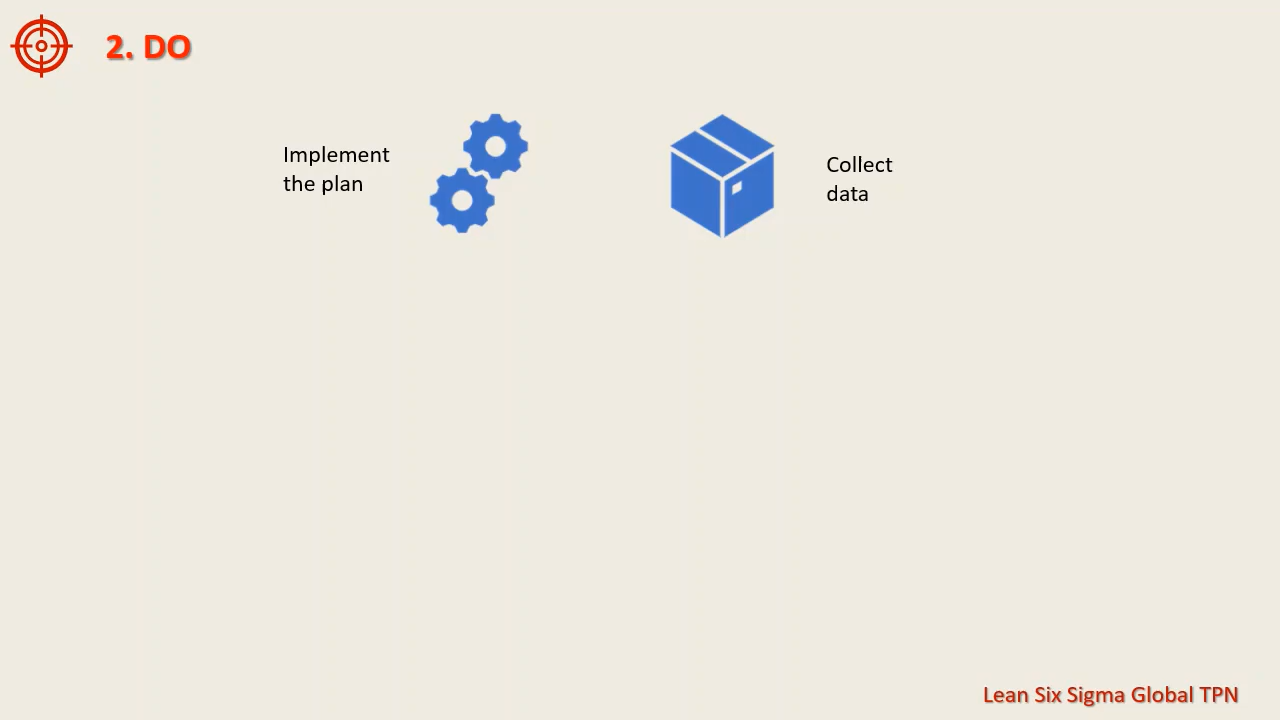 2. DO
Implement
the plan
Collect
data
Lean Six Sigma Global TPN